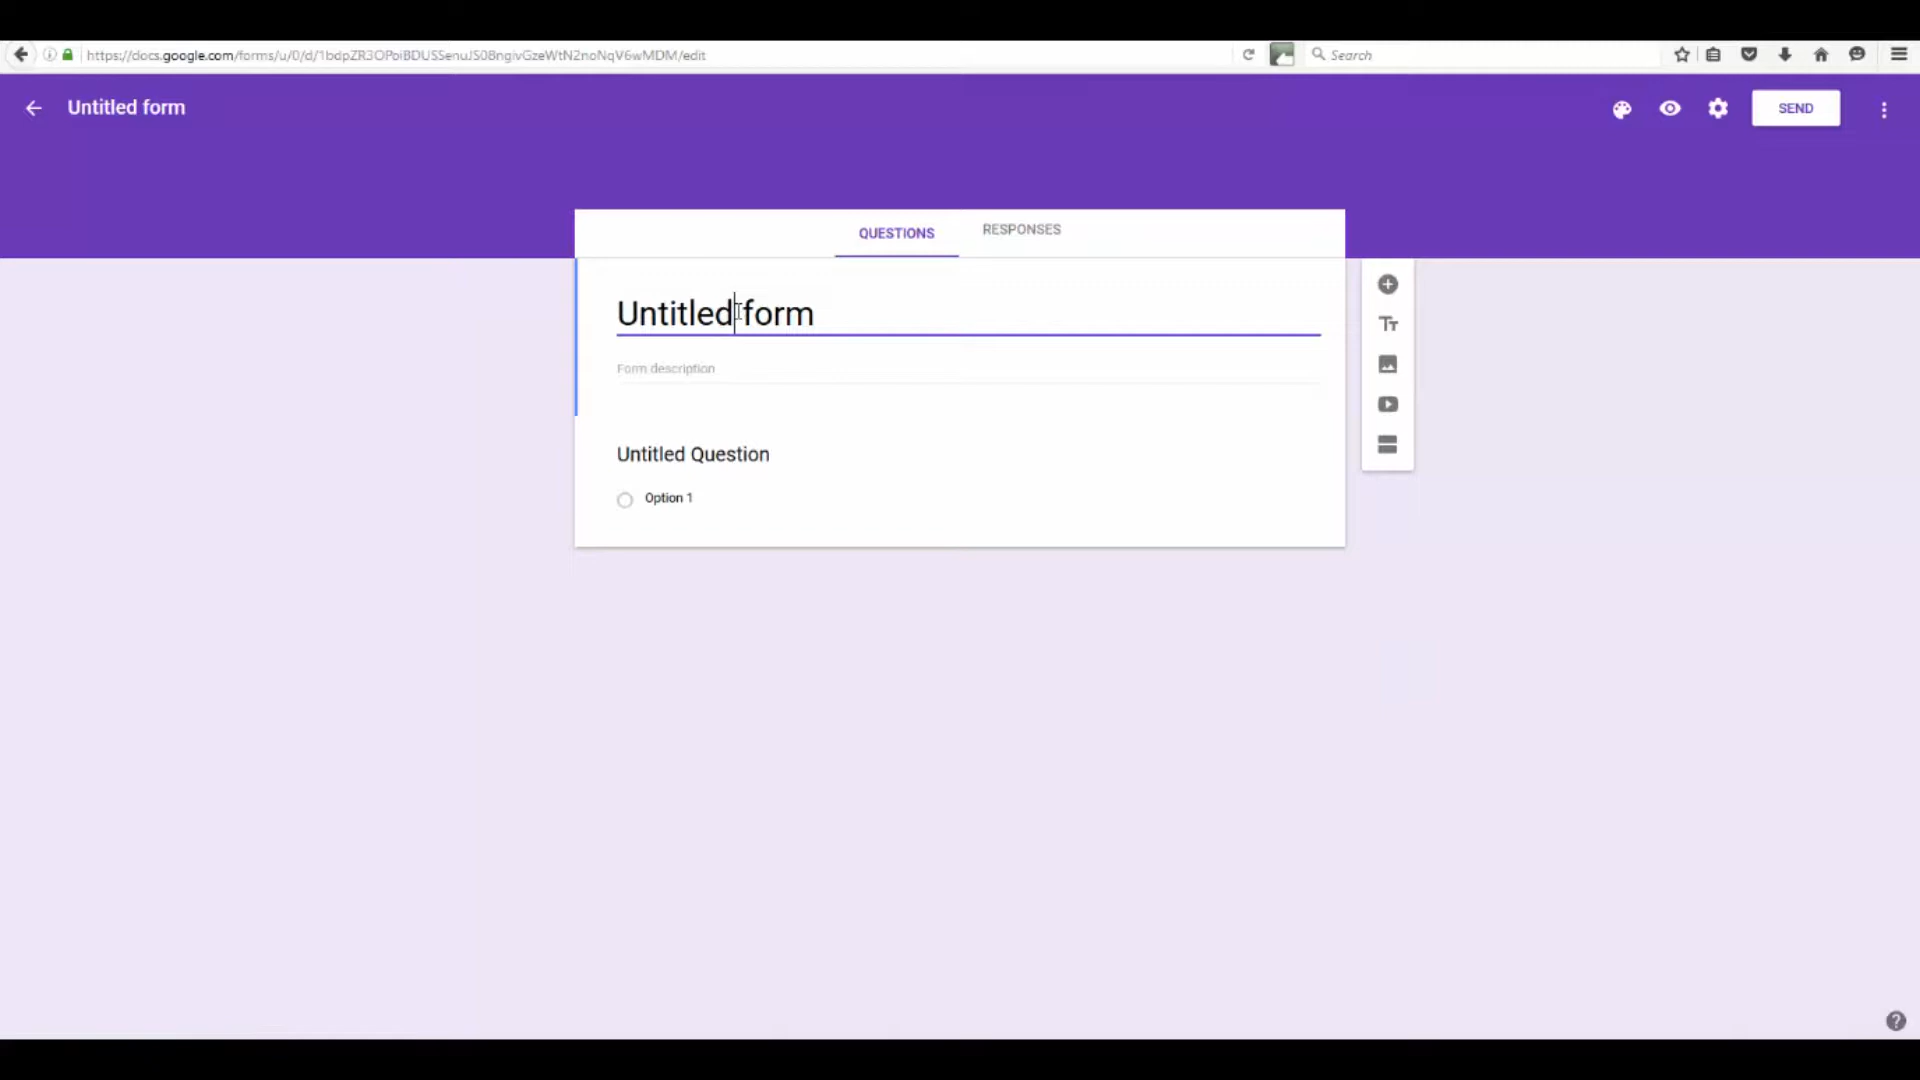 https://docs.google.com/forms/u/0/d/1bdpZR3OPoiBDUSSenuJS08ngivGzeWtN2noNqV6wMDM/edit
Search
Untitled form
SEND
QUESTIONS
RESPONSES
Untitled form
Form description
Untitled Question
Option 1